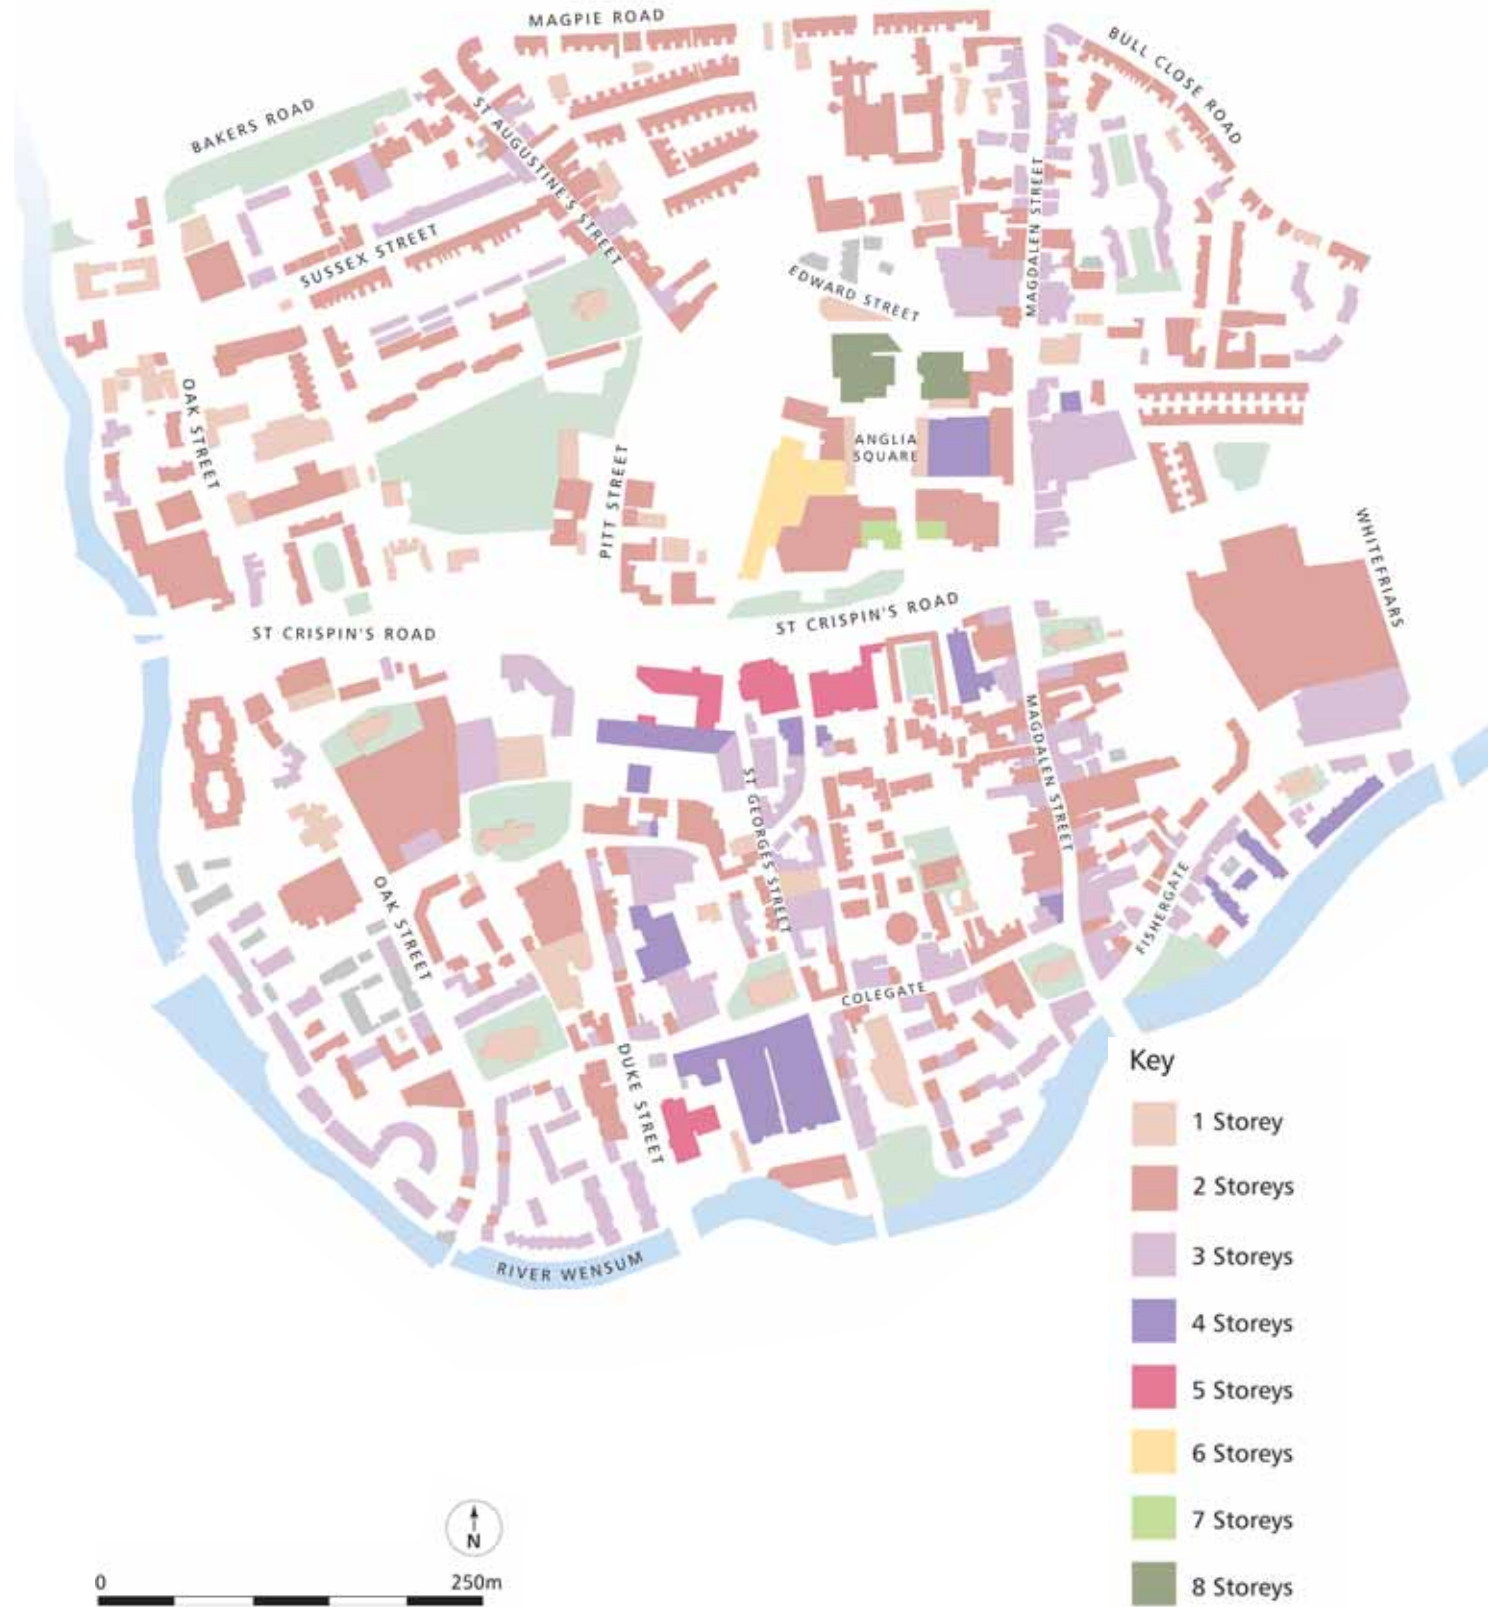 MAGPIE ROAD
BULL CLOSE ROAD
BAKERS ROAD
ST AUGUSTINE'S STREET
MAGDALEN STREET
SUSSEX STREET
EDWARD STREET
OAK STREET
ANGLIA
SQUARE
PITT STREET
WHITEFRIARS
ST CRISPIN'S ROAD
ST CRISPIN'S ROAD
MAGDALEN STREET
ST GEORGES STREET
OAK STREET
FISHERGATE
COLEGATE
DUKE STREET
RIVER WENSUM
Key
1 Storey
2 Storeys
3 Storeys
4 Storeys
5 Storeys
6 Storeys
7 Storeys
8 Storeys
N
0 250m